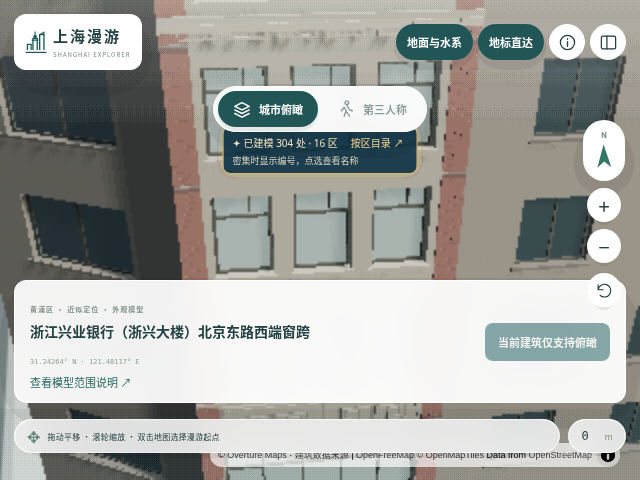 上海漫游
SHANGHAI EXPLORER
地面与水系
地标直达
城市俯瞰
第三人称
✦ 已建模 304 处 · 16 区 按区目录 ↗
密集时显示编号，点选查看名称
N
+
−
黄浦区 · 近似定位 · 外观模型
浙江兴业银行（浙兴大楼）北京东路西端窗跨
31.24264° N · 121.48117° E
查看模型范围说明 ↗
当前建筑仅支持俯瞰
拖动平移 · 滚轮缩放 · 双击地图选择漫游起点
0 m
© Overture Maps · 建筑数据来源 | OpenFreeMap © OpenMapTiles Data from OpenStreetMap